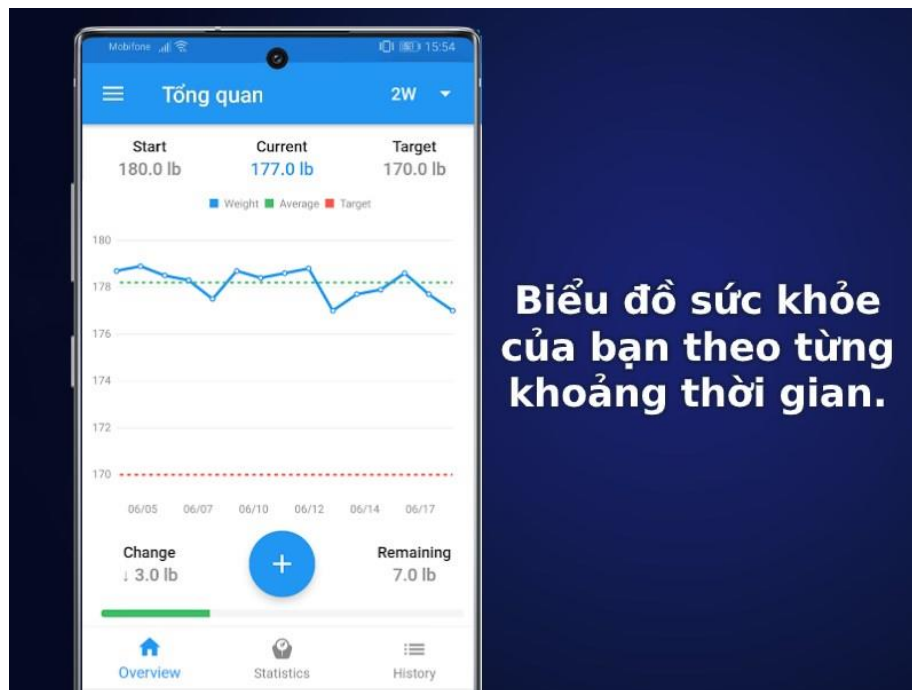 Mobifone 51 15:54
Tổng quan 2W
Start Current Target
180.0 lb 177.0 lb 170.0 lb
Weight Average Target
180
178
176
174
172
170
06/05 06/07 06/10 06/12 06/14 06/17
Change Remaining
↓ 3.0 lb + 7.0 lb
Overview Statistics History
Biểu đồ sức khỏe
của bạn theo từng
khoảng thời gian.